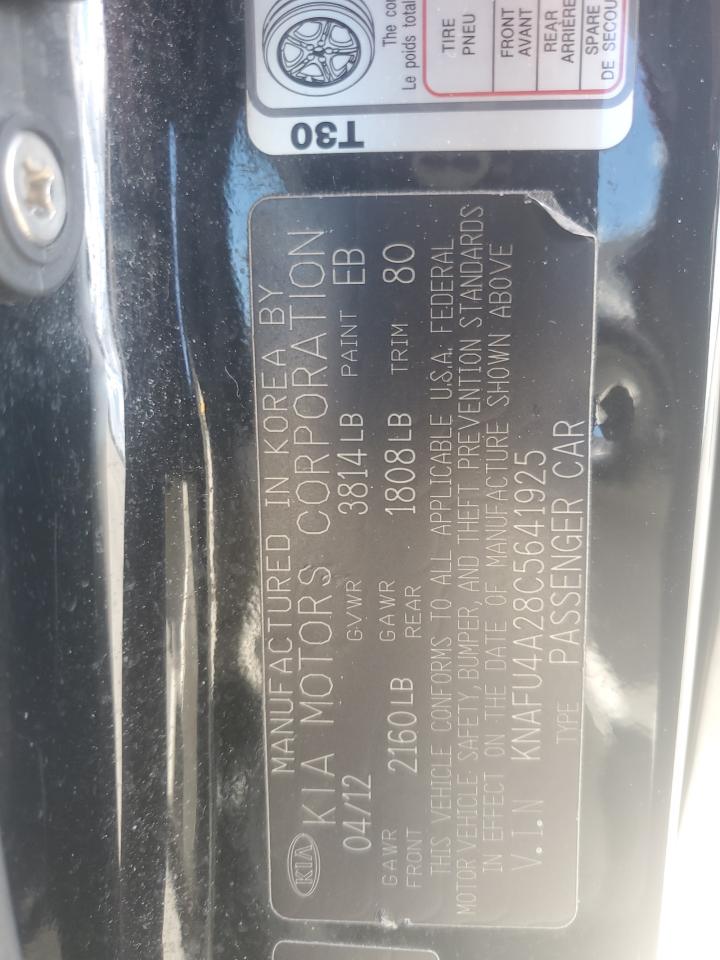 The co
Le poids total
TIRE
PNEU
FRONT
AVANT
REAR
ARRIÈRE
SPARE
DE SECOU
T30
KIA
MANUFACTURED IN KOREA BY
KIA MOTORS CORPORATION
04/12 GVWR 3814LB PAINT EB
GAWR FRONT 2160LB GAWR REAR 1808LB TRIM 80
THIS VEHICLE CONFORMS TO ALL APPLICABLE U.S.A. FEDERAL
MOTOR VEHICLE SAFETY, BUMPER, AND THEFT PREVENTION STANDARDS
IN EFFECT ON THE DATE OF MANUFACTURE SHOWN ABOVE
V.I.N KNAFU4A28C5641925
TYPE PASSENGER CAR